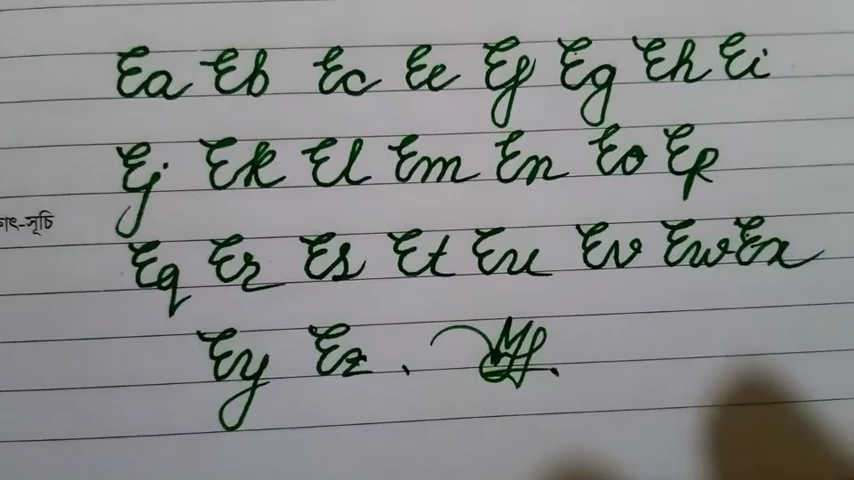 Ea Eb Ec Ee Ef Eg Eh Ei
Ej Ek El Em En Eo Ep
Eq Er Es Et Eu Ev Ew Ex
Ey Ez .